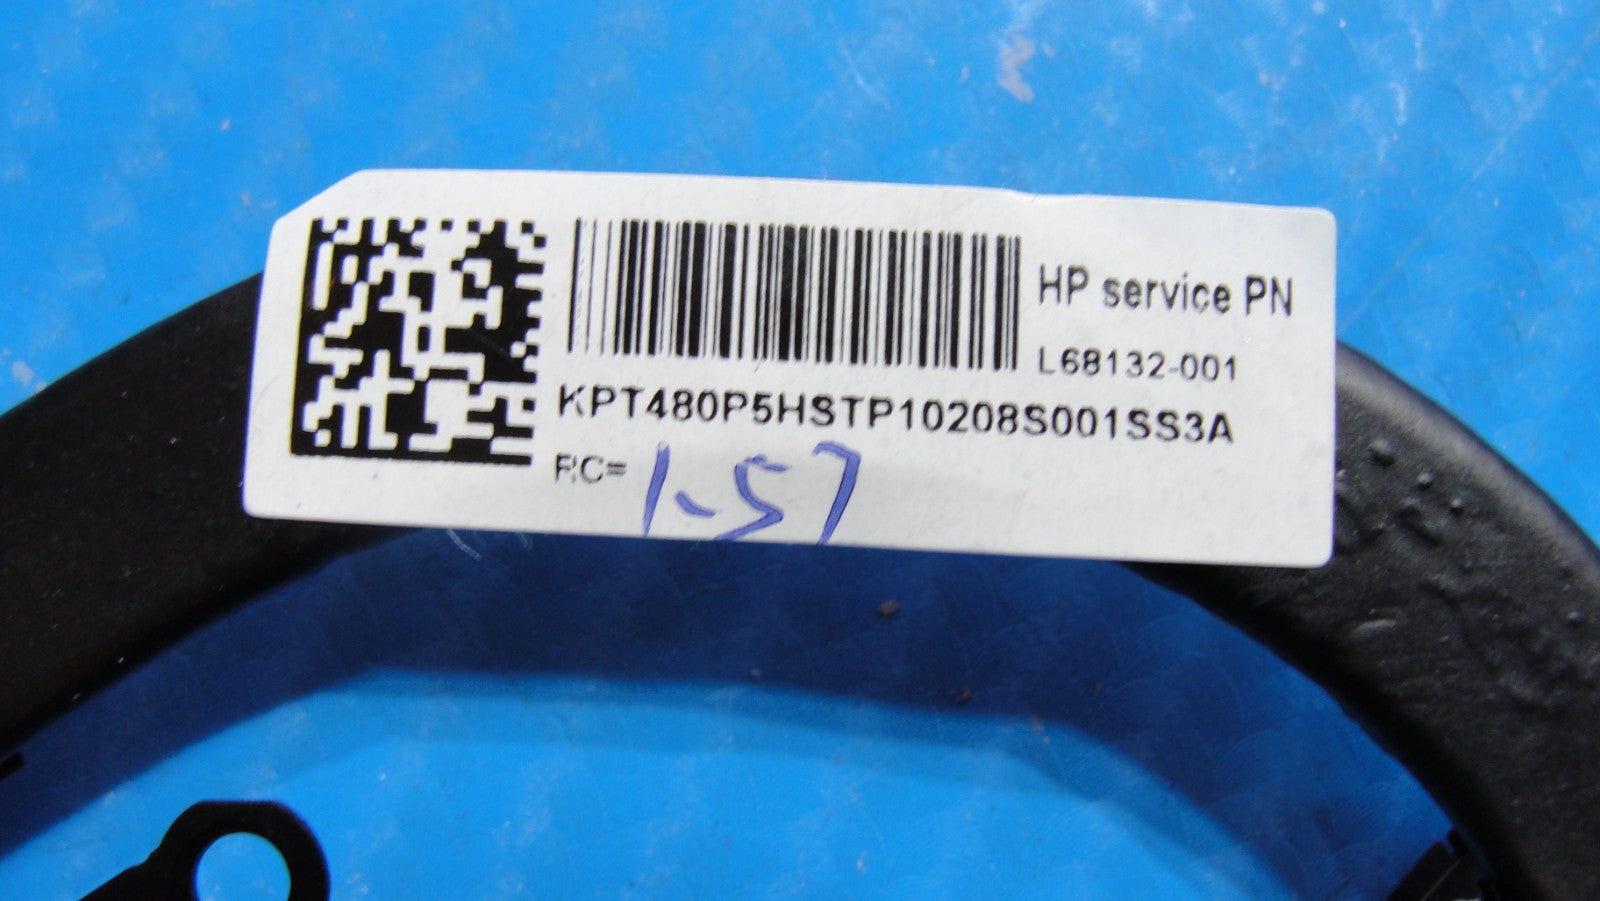 HP service PN
L68132-001
KPT480P5HSTP10208S001SS3A
RC= 1.57